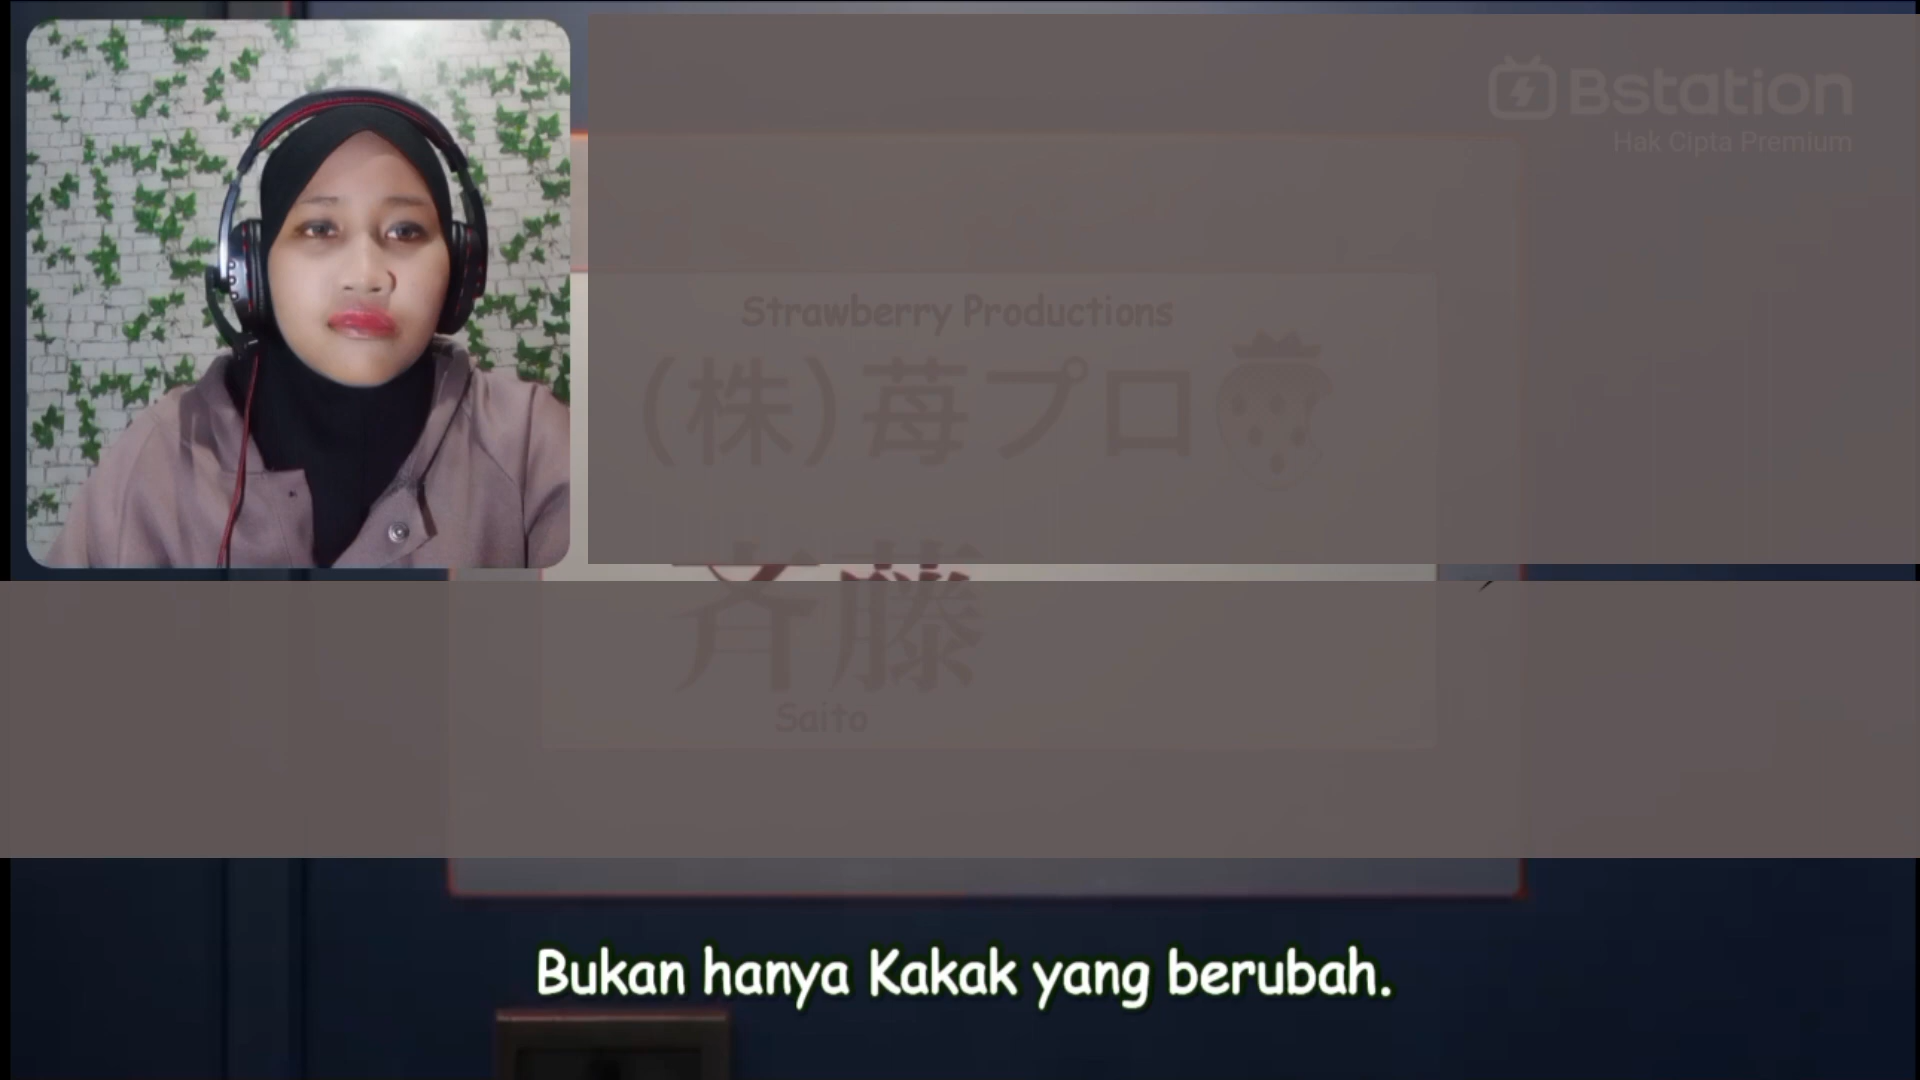 Bstation
Hak Cipta Premium
Strawberry Productions
(株)苺プロ
斉藤
Saito
Bukan hanya Kakak yang berubah.